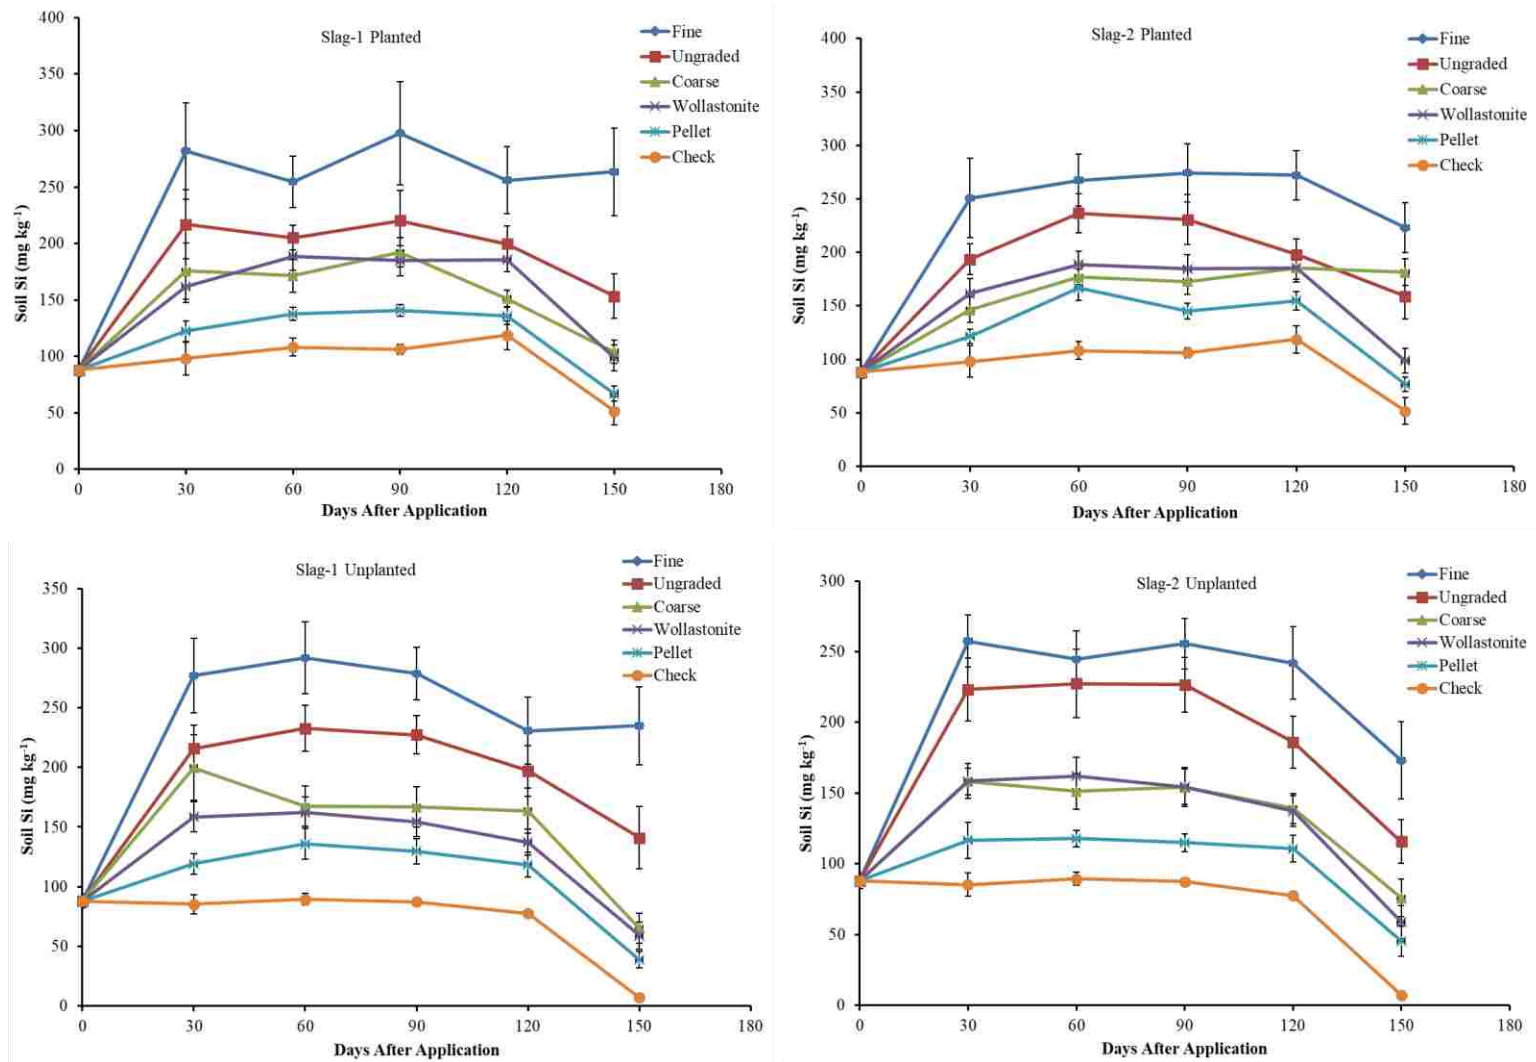 Slag-1 Planted
Fine
Ungraded
Coarse
Wollastonite
Pellet
Check
400
350
300
250
200
150
100
50
0
0 30 60 90 120 150 180
Soil Si (mg kg⁻¹)
Days After Application
Slag-2 Planted
Fine
Ungraded
Coarse
Wollastonite
Pellet
Check
400
350
300
250
200
150
100
50
0
0 30 60 90 120 150 180
Soil Si (mg kg⁻¹)
Days After Application
Slag-1 Unplanted
Fine
Ungraded
Coarse
Wollastonite
Pellet
Check
350
300
250
200
150
100
50
0
0 30 60 90 120 150 180
Soil Si (mg kg⁻¹)
Days After Application
Slag-2 Unplanted
Fine
Ungraded
Coarse
Wollastonite
Pellet
Check
300
250
200
150
100
50
0
0 30 60 90 120 150 180
Soil Si (mg kg⁻¹)
Days After Application